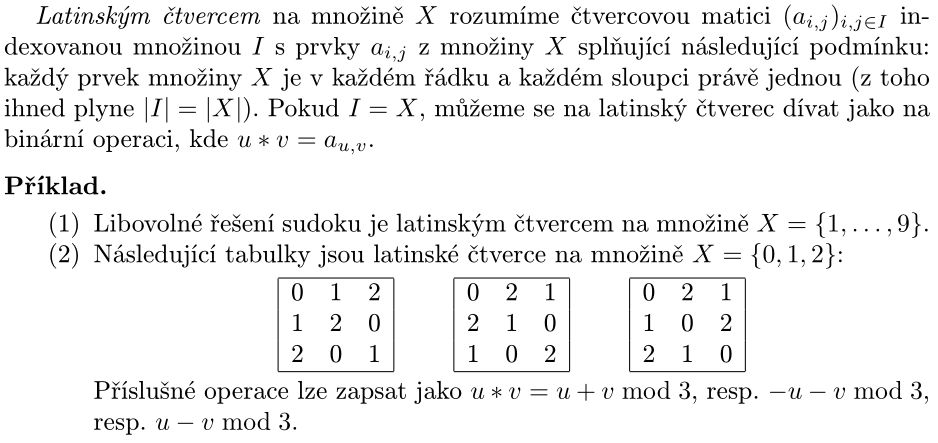 Latinským čtvercem na množině X rozumíme čtvercovou matici (a_{i,j})_{i,j∈I} in-
dexovanou množinou I s prvky a_{i,j} z množiny X splňující následující podmínku:
každý prvek množiny X je v každém řádku a každém sloupci právě jednou (z toho
ihned plyne |I| = |X|). Pokud I = X, můžeme se na latinský čtverec dívat jako na
binární operaci, kde u ∗ v = a_{u,v}.
Příklad.
(1) Libovolné řešení sudoku je latinským čtvercem na množině X = {1, . . . , 9}.
(2) Následující tabulky jsou latinské čtverce na množině X = {0, 1, 2}:
0 1 2 0 2 1 0 2 1
1 2 0 2 1 0 1 0 2
2 0 1 1 0 2 2 1 0
Příslušné operace lze zapsat jako u ∗ v = u + v mod 3, resp. −u − v mod 3,
resp. u − v mod 3.